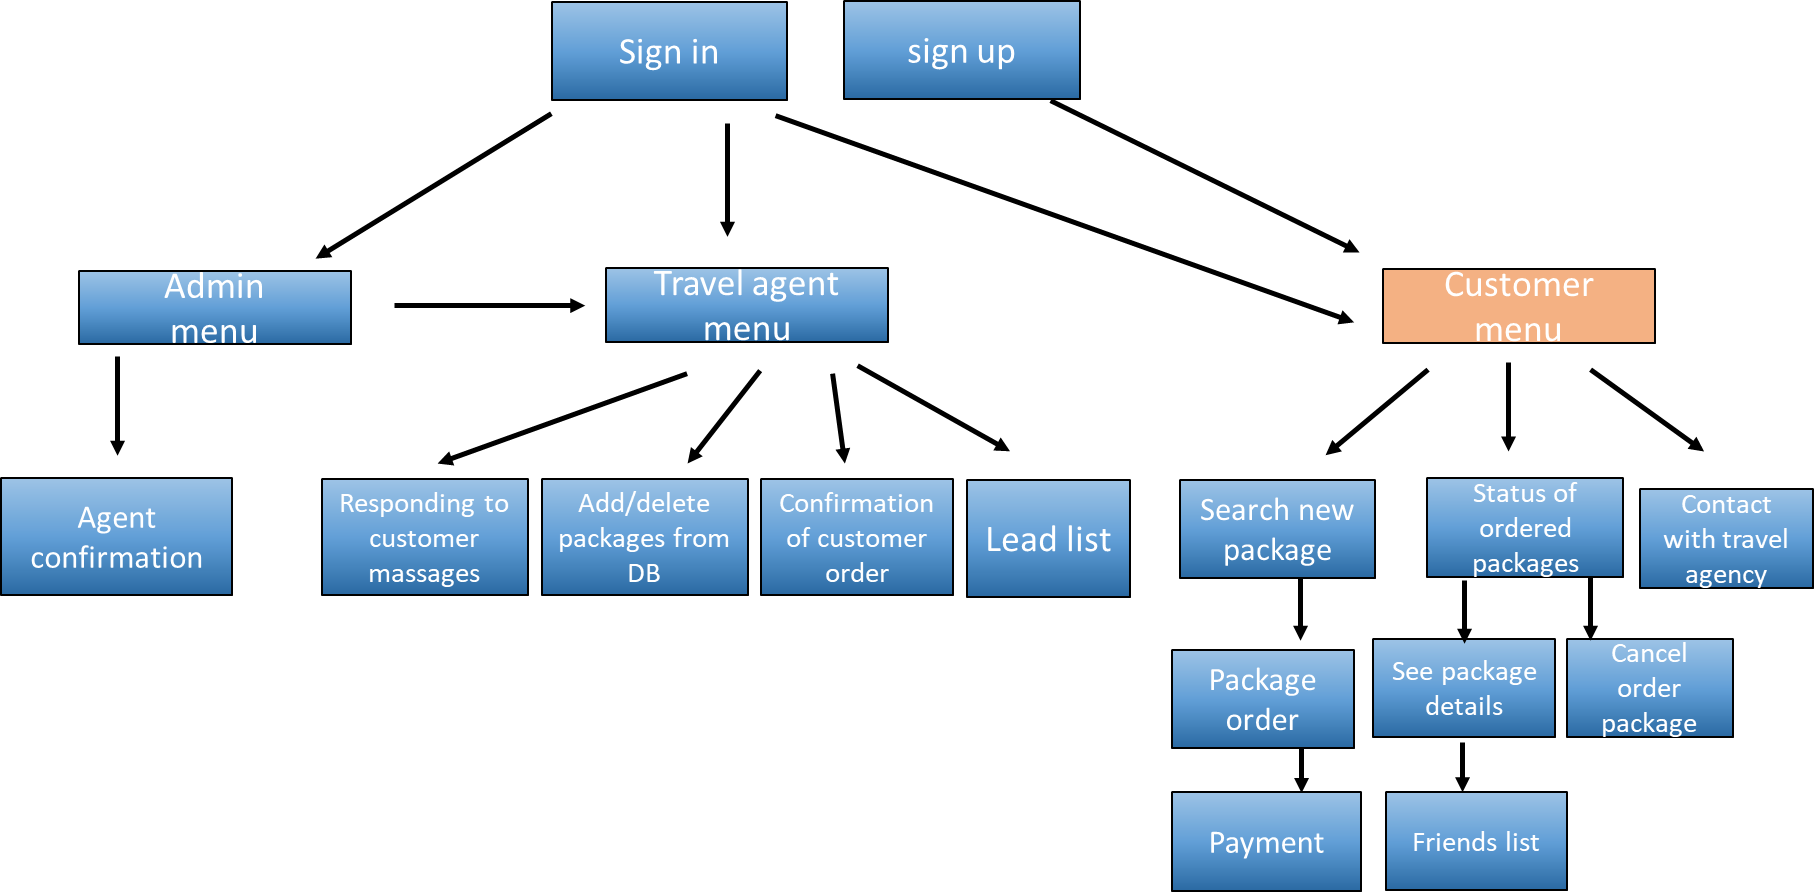 Sign in
sign up
Admin
menu
Travel agent
menu
Customer
menu
Agent
confirmation
Responding to
customer
massages
Add/delete
packages from
DB
Confirmation
of customer
order
Lead list
Search new
package
Status of
ordered
packages
Contact
with travel
agency
Package
order
See package
details
Cancel
order
package
Payment
Friends list